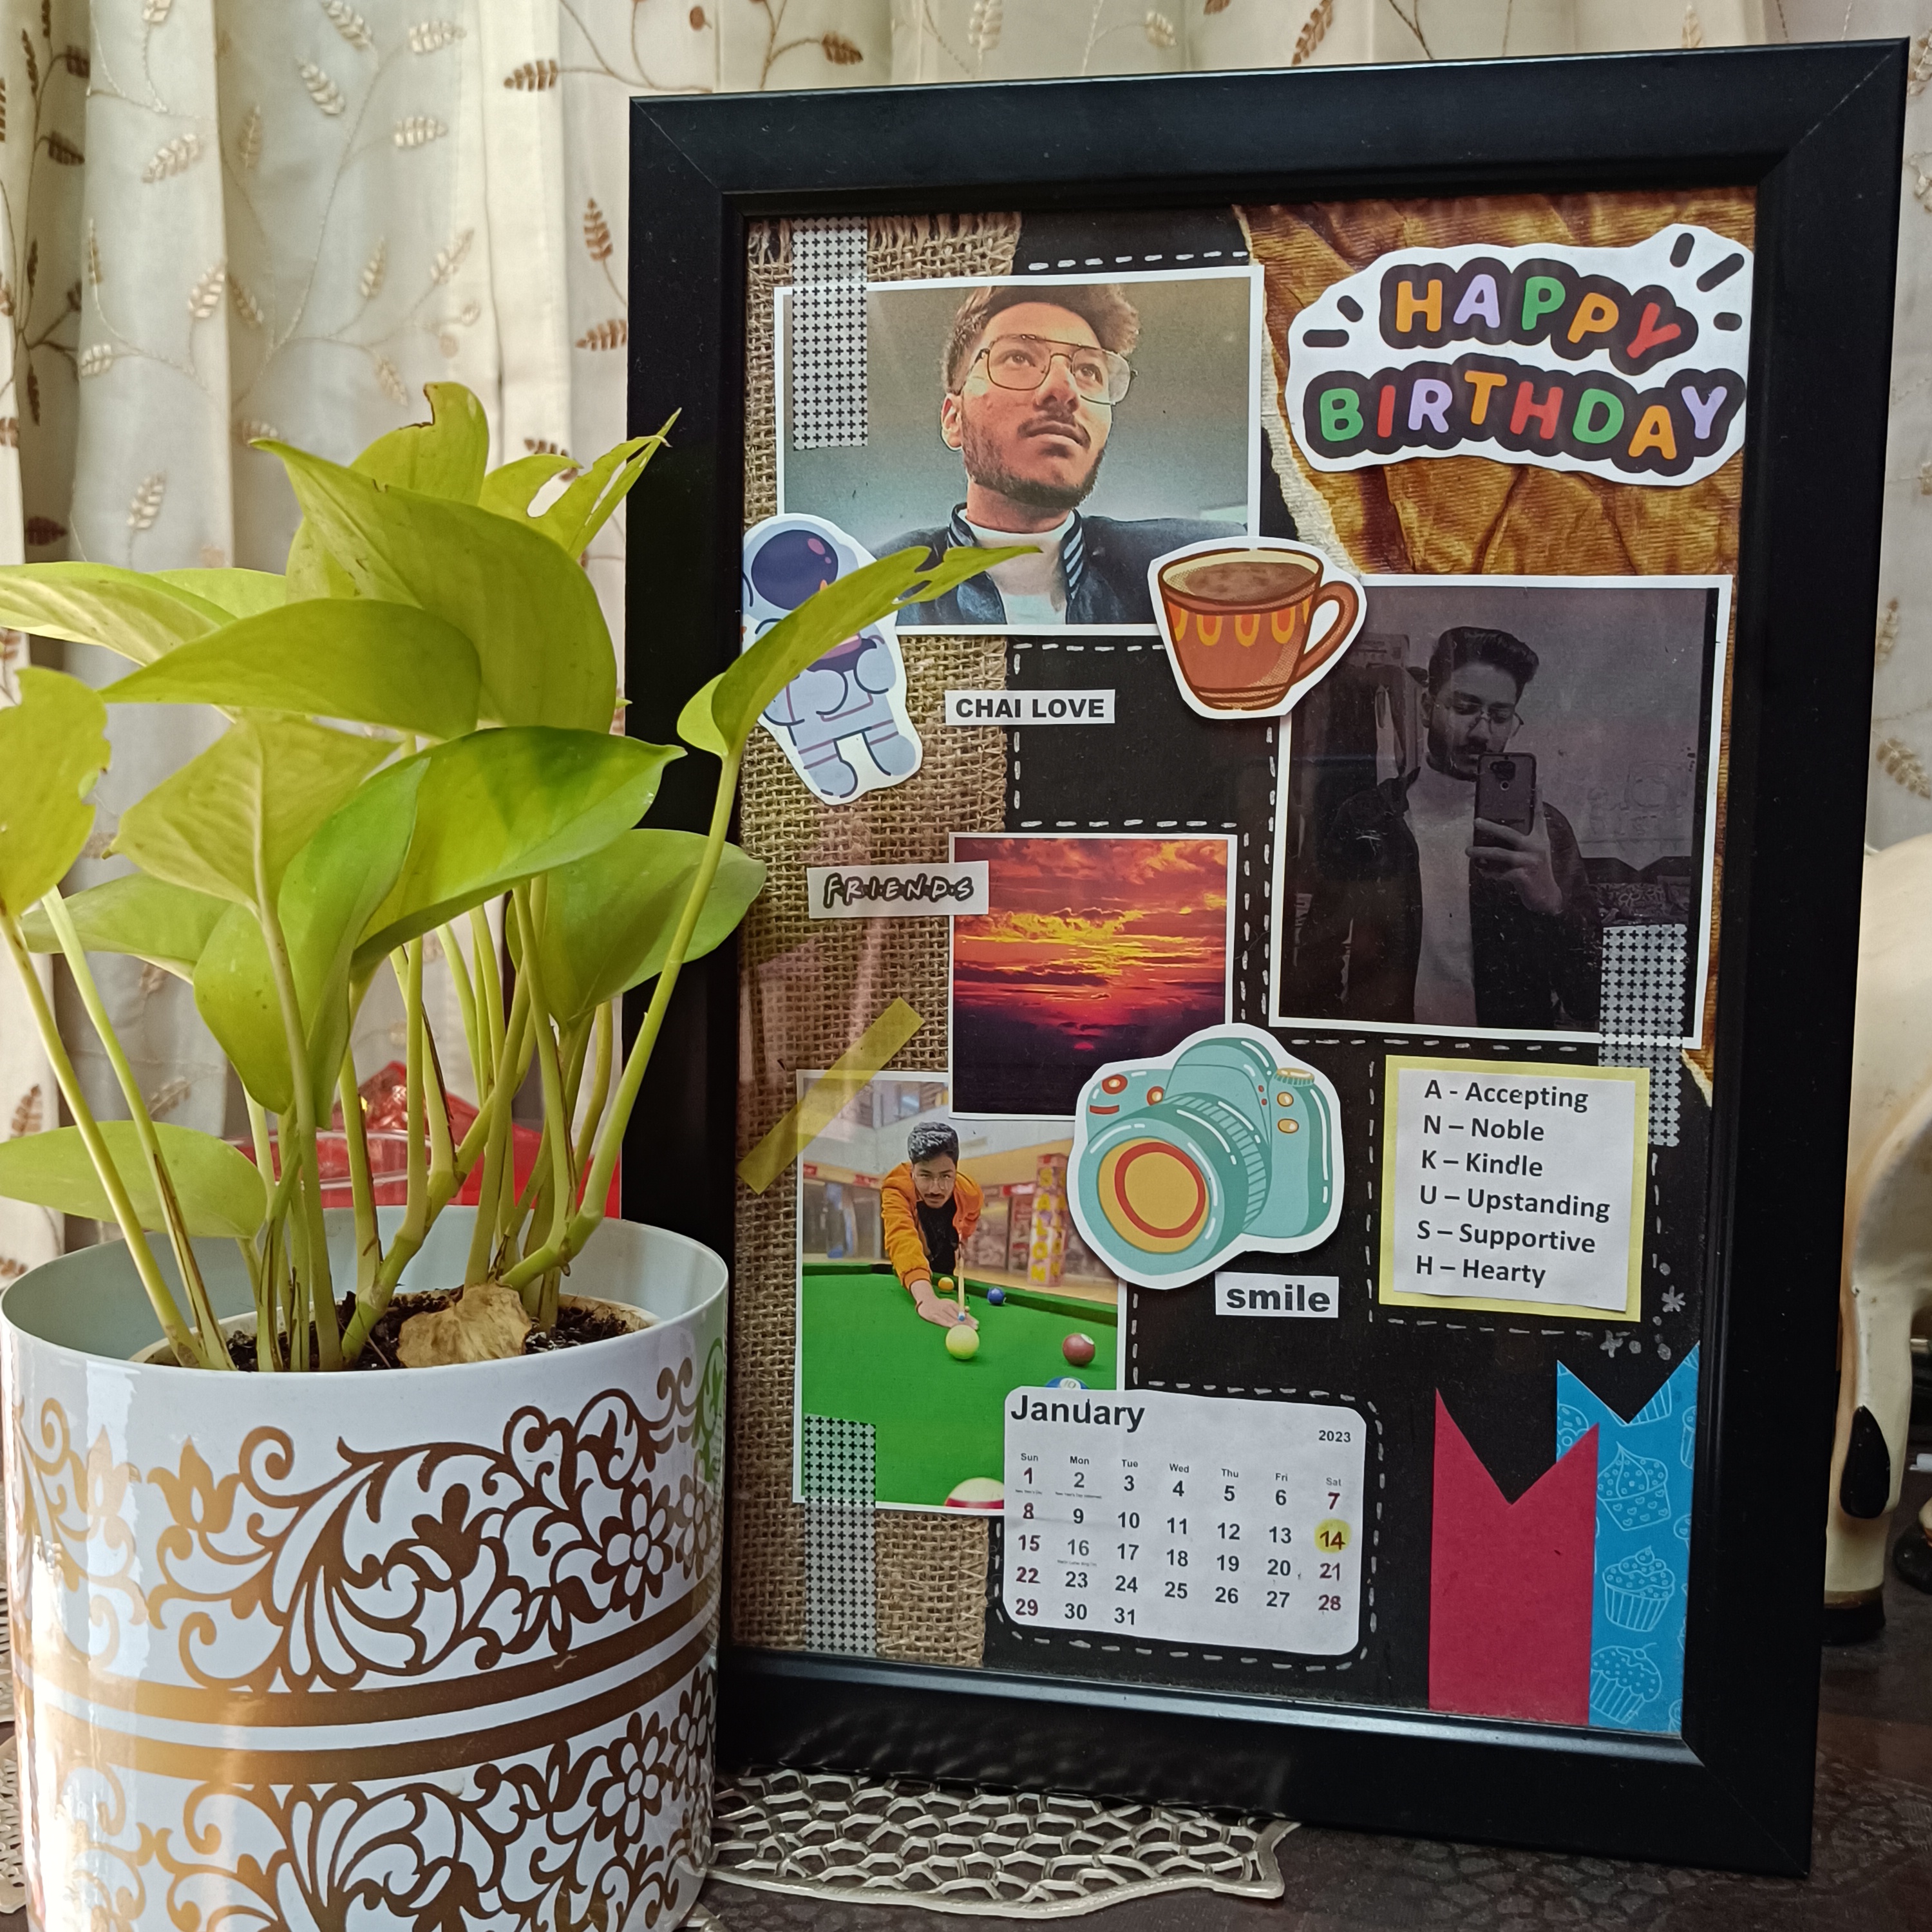 HAPPY
BIRTHDAY
CHAI LOVE
F·R·I·E·N·D·S
A - Accepting
N – Noble
K – Kindle
U – Upstanding
S – Supportive
H – Hearty
smile
January
2023
Sun Mon Tue Wed Thu Fri Sat
1 2 3 4 5 6 7
8 9 10 11 12 13 14
15 16 17 18 19 20 21
22 23 24 25 26 27 28
29 30 31